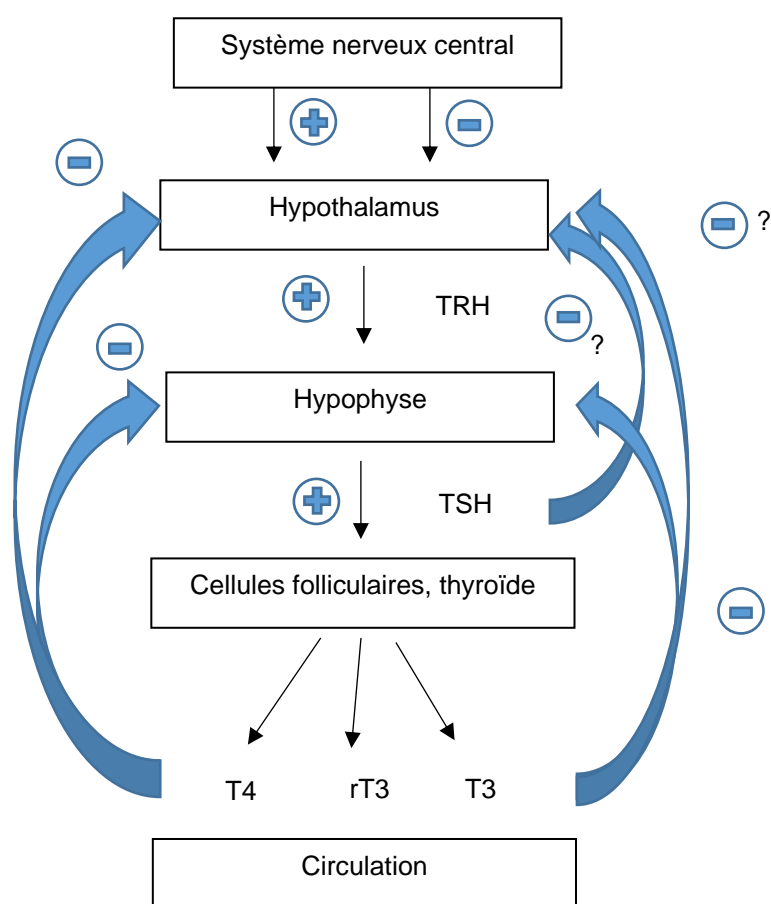 Système nerveux central
Hypothalamus
?
TRH
?
Hypophyse
TSH
Cellules folliculaires, thyroïde
T4 rT3 T3
Circulation